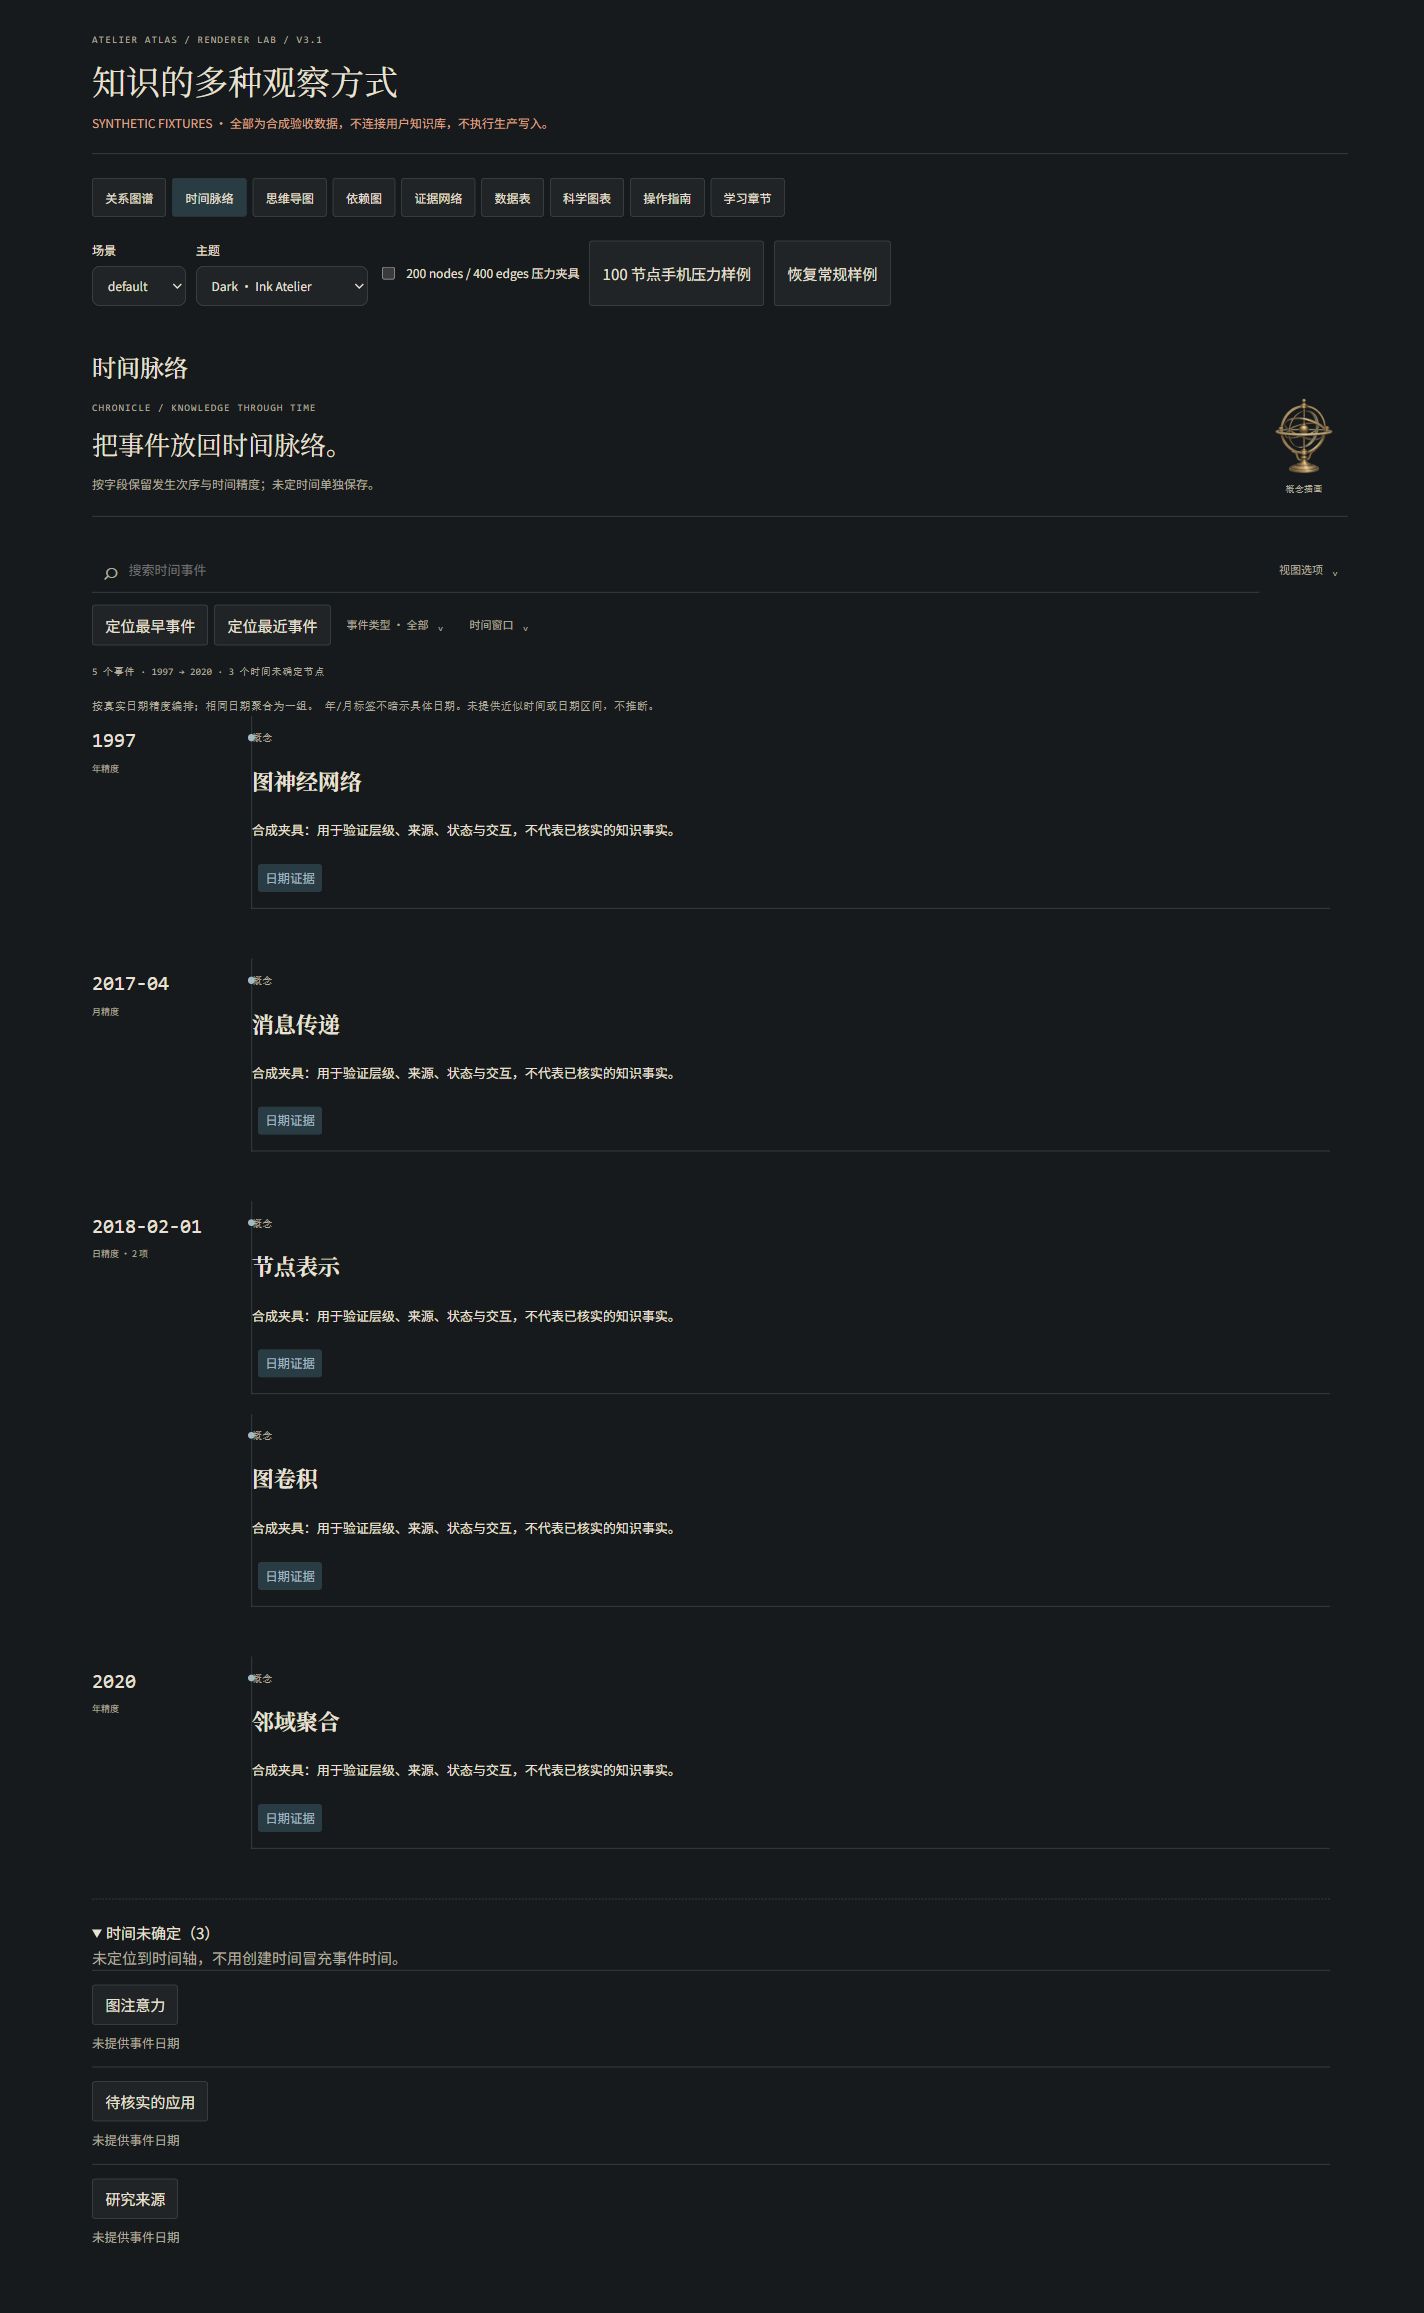 ATELIER ATLAS / RENDERER LAB / V3.1
知识的多种观察方式
SYNTHETIC FIXTURES · 全部为合成验收数据，不连接用户知识库，不执行生产写入。
关系图谱 时间脉络 思维导图 依赖图 证据网络 数据表 科学图表 操作指南 学习章节
场景 主题
default Dark · Ink Atelier 200 nodes / 400 edges 压力夹具 100 节点手机压力样例 恢复常规样例
时间脉络
CHRONICLE / KNOWLEDGE THROUGH TIME
把事件放回时间脉络。
按字段保留发生次序与时间精度；未定时间单独保存。
概念插画
搜索时间事件 视图选项
定位最早事件 定位最近事件 事件类型 · 全部 时间窗口
5 个事件 · 1997 → 2020 · 3 个时间未确定节点
按真实日期精度编排；相同日期聚合为一组。 年/月标签不暗示具体日期。未提供近似时间或日期区间，不推断。
1997 概念
年精度
图神经网络
合成夹具：用于验证层级、来源、状态与交互，不代表已核实的知识事实。
日期证据
2017-04 概念
月精度
消息传递
合成夹具：用于验证层级、来源、状态与交互，不代表已核实的知识事实。
日期证据
2018-02-01 概念
日精度 · 2 项
节点表示
合成夹具：用于验证层级、来源、状态与交互，不代表已核实的知识事实。
日期证据
概念
图卷积
合成夹具：用于验证层级、来源、状态与交互，不代表已核实的知识事实。
日期证据
2020 概念
年精度
邻域聚合
合成夹具：用于验证层级、来源、状态与交互，不代表已核实的知识事实。
日期证据
时间未确定（3）
未定位到时间轴，不用创建时间冒充事件时间。
图注意力
未提供事件日期
待核实的应用
未提供事件日期
研究来源
未提供事件日期